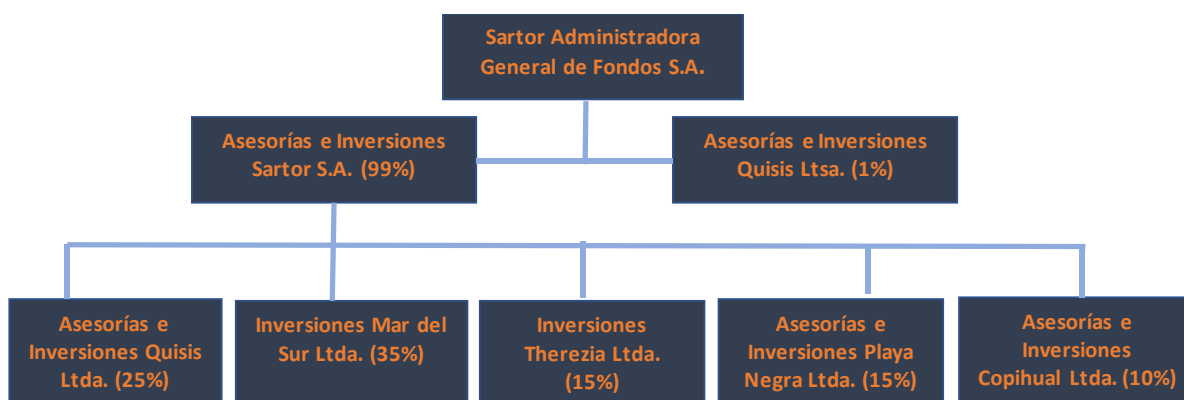 Sartor Administradora
General de Fondos S.A.
Asesorías e Inversiones
Sartor S.A. (99%)
Asesorías e Inversiones
Quisis Ltsa. (1%)
Asesorías e
Inversiones Quisis
Ltda. (25%)
Inversiones Mar del
Sur Ltda. (35%)
Inversiones
Therezia Ltda.
(15%)
Asesorías e
Inversiones Playa
Negra Ltda. (15%)
Asesorías e
Inversiones
Copihual Ltda. (10%)